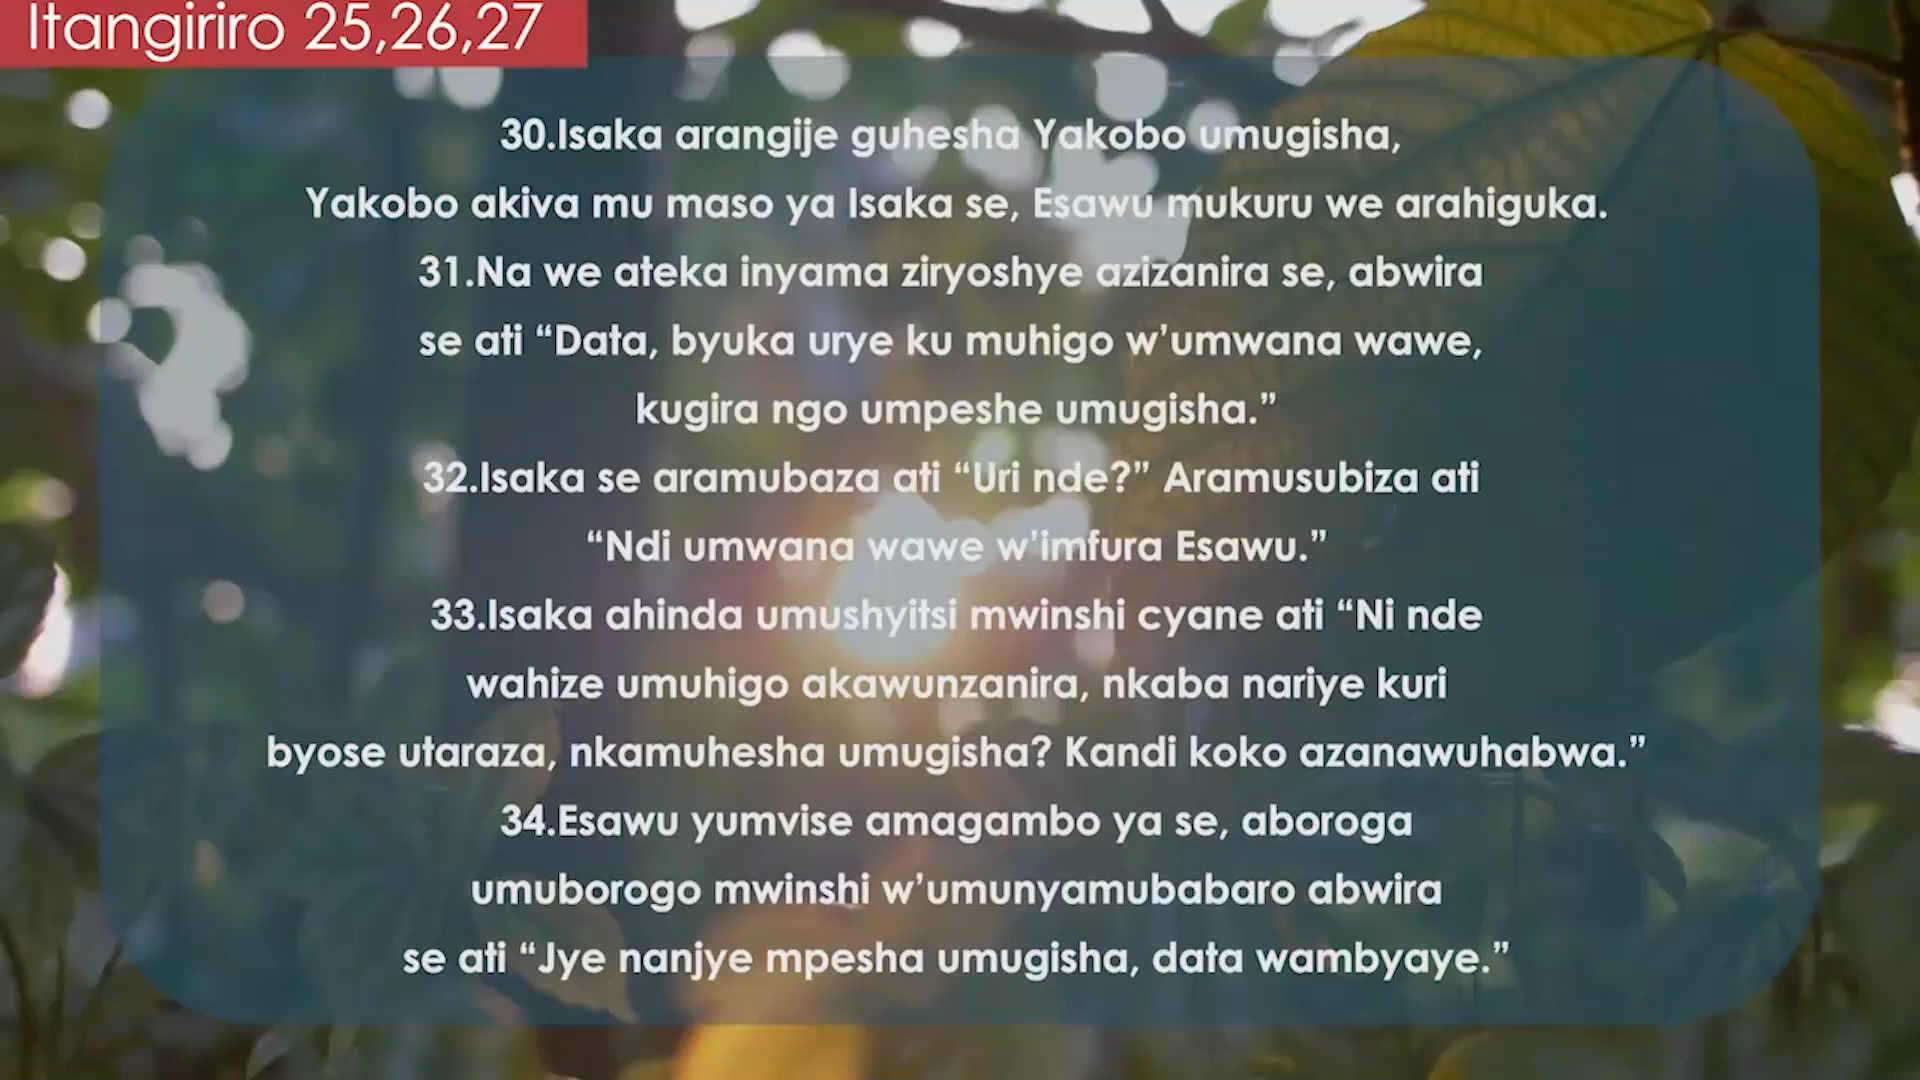 Itangiriro 25,26,27
30.Isaka arangije guhesha Yakobo umugisha,
Yakobo akiva mu maso ya Isaka se, Esawu mukuru we arahiguka.
31.Na we ateka inyama ziryoshye azizanira se, abwira
se ati “Data, byuka urye ku muhigo w’umwana wawe,
kugira ngo umpeshe umugisha.”
32.Isaka se aramubaza ati “Uri nde?” Aramusubiza ati
“Ndi umwana wawe w’imfura Esawu.”
33.Isaka ahinda umushyitsi mwinshi cyane ati “Ni nde
wahize umuhigo akawunzanira, nkaba nariye kuri
byose utaraza, nkamuhesha umugisha? Kandi koko azanawuhabwa.”
34.Esawu yumvise amagambo ya se, aboroga
umuborogo mwinshi w’umunyamubabaro abwira
se ati “Jye nanjye mpesha umugisha, data wambyaye.”